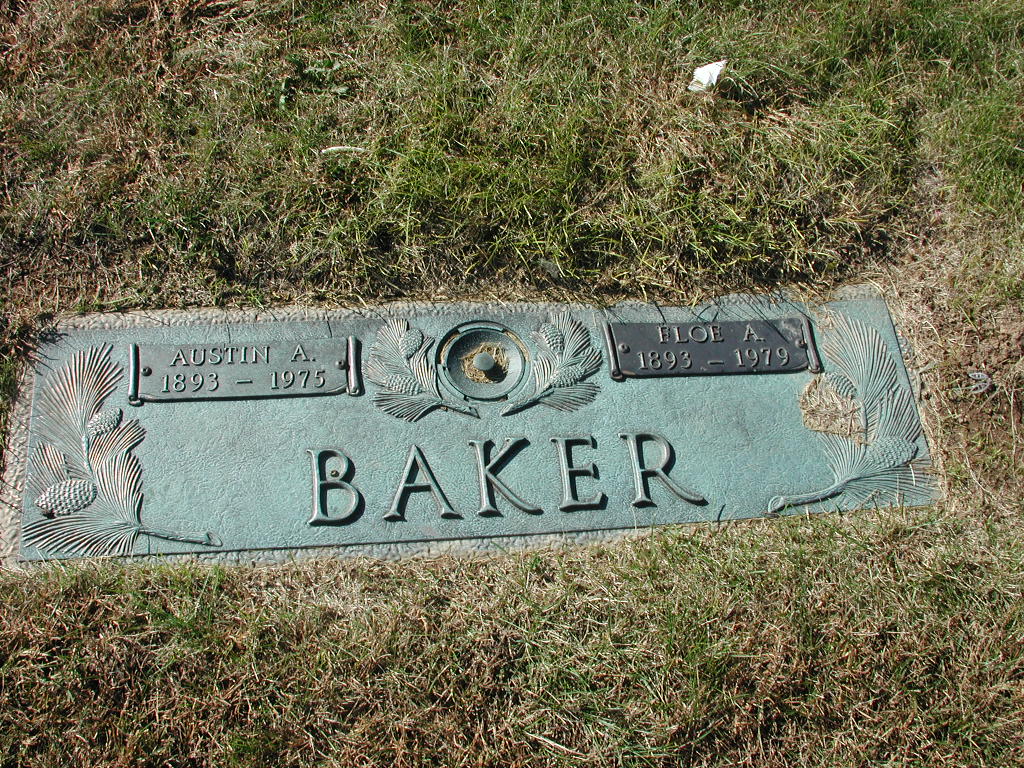 AUSTIN A.
1893 – 1975
FLOE A.
1893 – 1979
BAKER